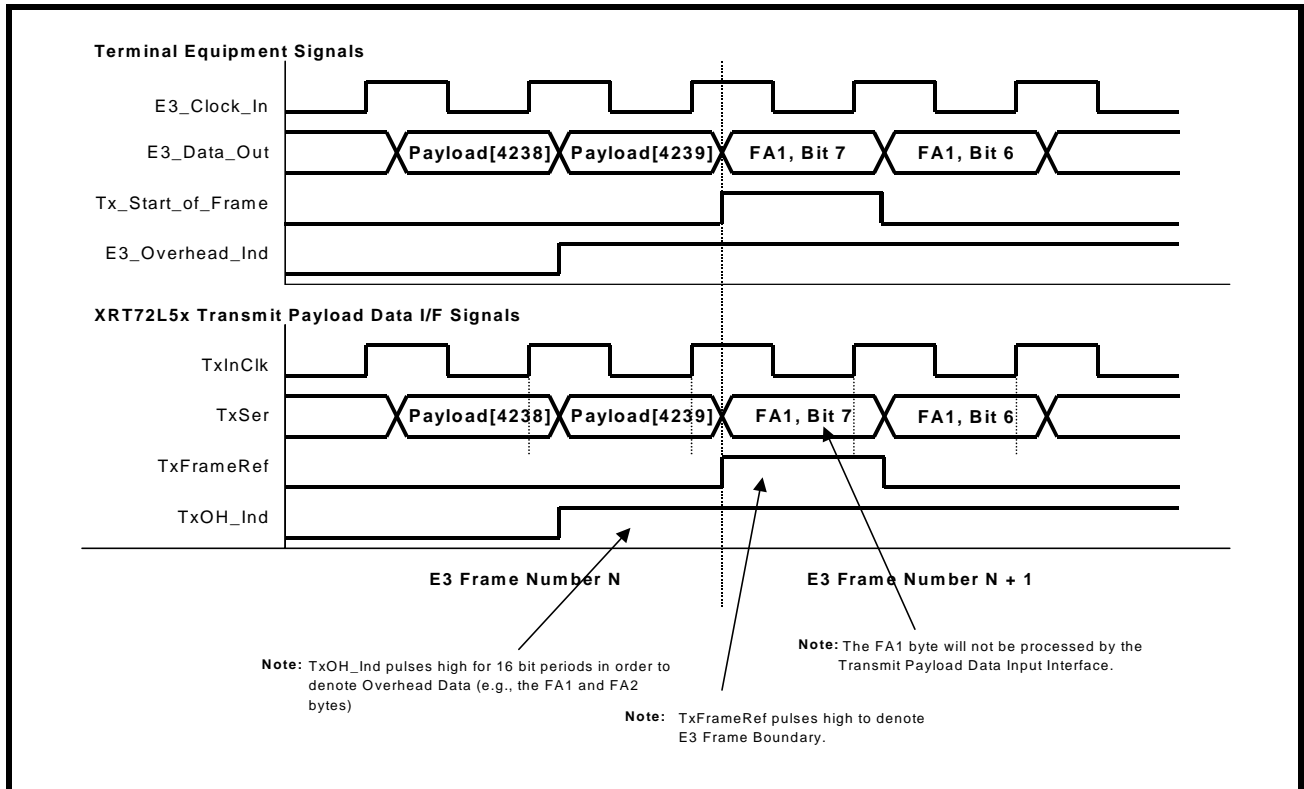 Terminal Equipment Signals
E3_Clock_In
E3_Data_Out
Payload[4238] Payload[4239] FA1, Bit 7 FA1, Bit 6
Tx_Start_of_Frame
E3_Overhead_Ind
XRT72L5x Transmit Payload Data I/F Signals
TxInClk
TxSer
Payload[4238] Payload[4239] FA1, Bit 7 FA1, Bit 6
TxFrameRef
TxOH_Ind
E3 Frame Number N
E3 Frame Number N + 1
Note: TxOH_Ind pulses high for 16 bit periods in order to
denote Overhead Data (e.g., the FA1 and FA2
bytes)
Note: The FA1 byte will not be processed by the
Transmit Payload Data Input Interface.
Note: TxFrameRef pulses high to denote
E3 Frame Boundary.